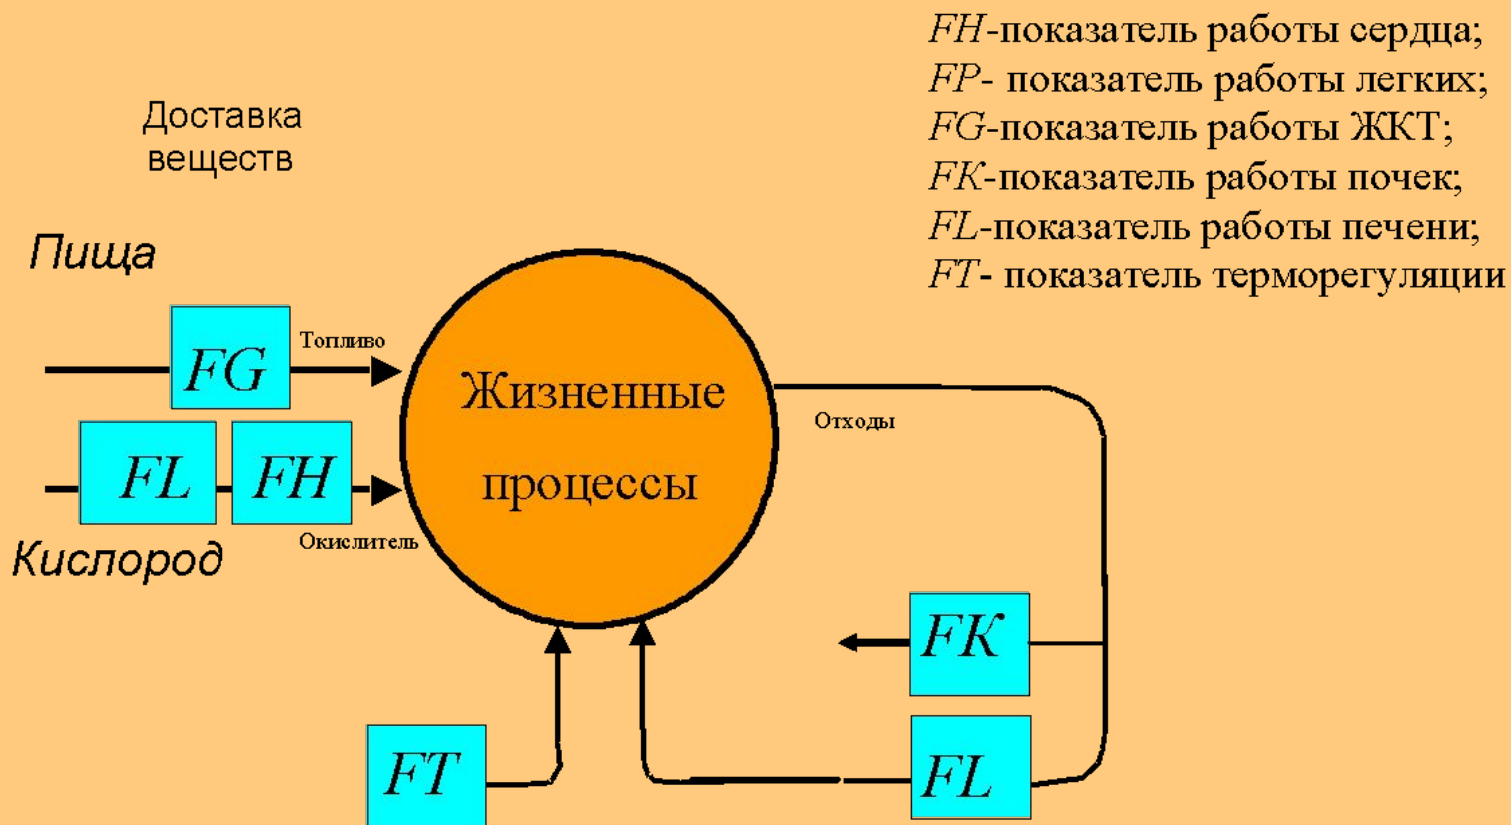 FH-показатель работы сердца;
FP- показатель работы легких;
FG-показатель работы ЖКТ;
FK-показатель работы почек;
FL-показатель работы печени;
FT- показатель терморегуляции
Доставка
веществ
Пища
FG
Топливо
FL
FH
Кислород
Окислитель
Жизненные
процессы
Отходы
FK
FT
FL